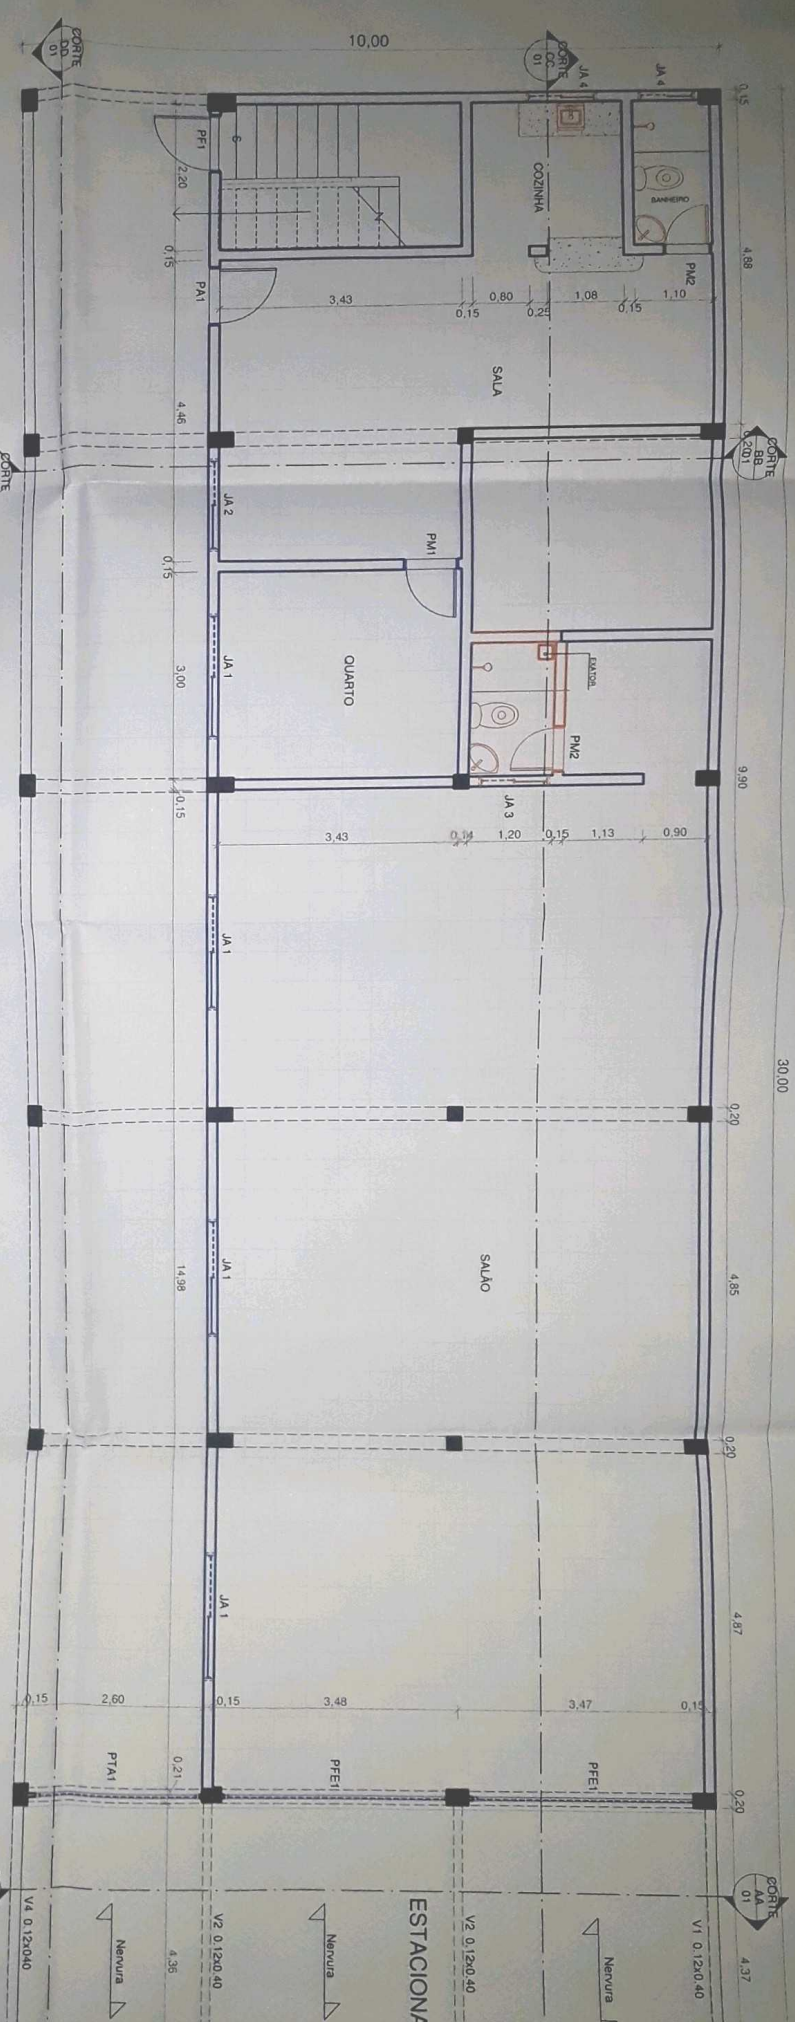 10,00
CORTE
DD
01
CORTE
CC
01
JA 4
JA 4
0,15
PF1
6
2,20
COZINHA
BANHEIRO
4,88
0,15
PA1
PM2
3,43
0,15
0,80
0,25
1,08
0,15
1,10
SALA
4,46
CORTE
BB
01
0,20
CORTE
JA 2
PM1
0,15
JA 1
QUARTO
3,00
EXATOR
PM2
9,90
0,15
JA 3
3,43
0,14
1,20
0,15
1,13
0,90
JA 1
30,00
0,20
JA 1
SALÃO
14,98
4,85
0,20
JA 1
4,87
0,15
2,60
0,15
3,48
3,47
0,15
PTA1
0,21
PFE1
PFE1
0,20
CORTE
AA
01
V4 0.12x040
Nervura
4,36
V2 0.12x0.40
Nervura
ESTACIONA
V2 0.12x0.40
Nervura
V1 0.12x0.40
4,37